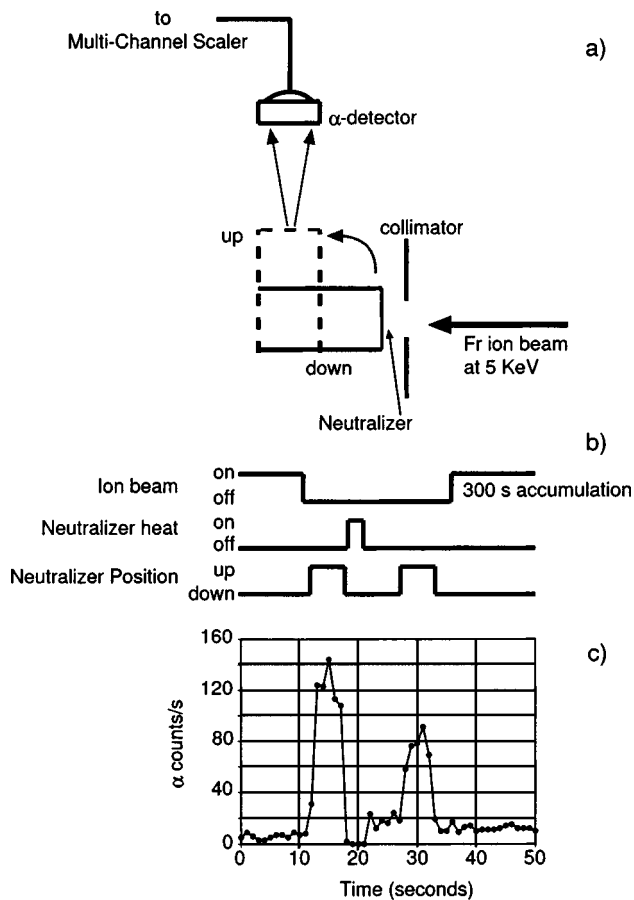 to
Multi-Channel Scaler
a)
α-detector
up
collimator
down
Fr ion beam
at 5 KeV
Neutralizer
b)
Ion beam
on
off
300 s accumulation
Neutralizer heat
on
off
Neutralizer Position
up
down
c)
160
120
80
40
0
α counts/s
0 10 20 30 40 50
Time (seconds)